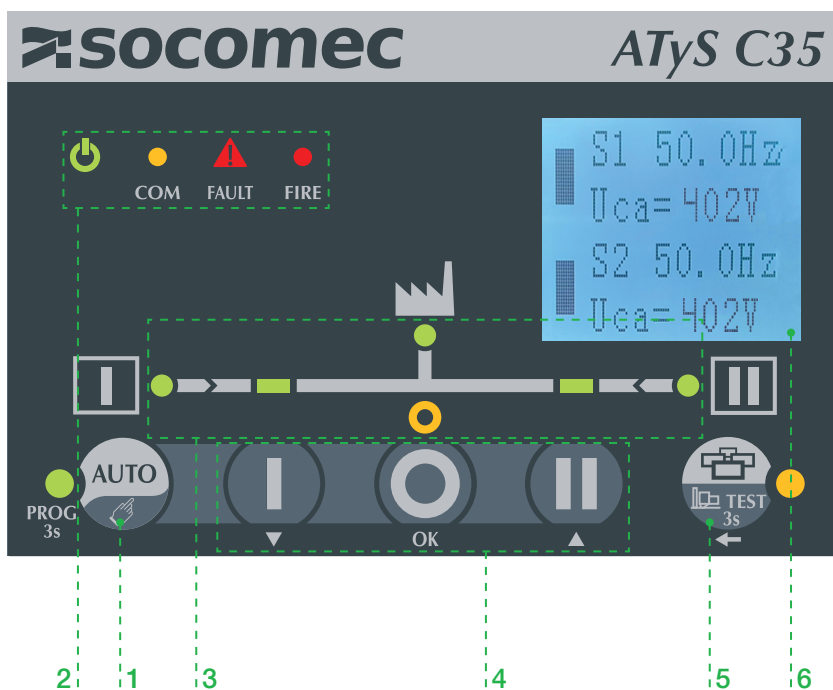 socomec ATyS C35
COM FAULT FIRE
S1 50.0Hz
Uca=402V
S2 50.0Hz
Uca=402V
I II
AUTO I O II
PROG
3s
TEST
3s
▼ OK ▲ ←
2 1 3 4 5 6